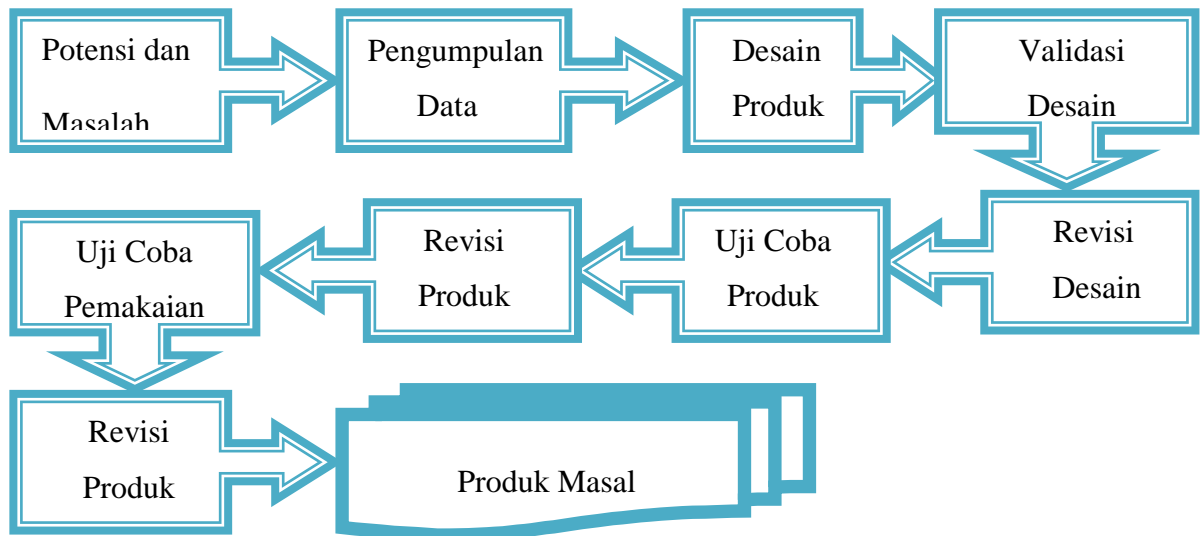 Potensi dan
Masalah
Pengumpulan
Data
Desain
Produk
Validasi
Desain
Revisi
Desain
Uji Coba
Produk
Revisi
Produk
Uji Coba
Pemakaian
Revisi
Produk
Produk Masal